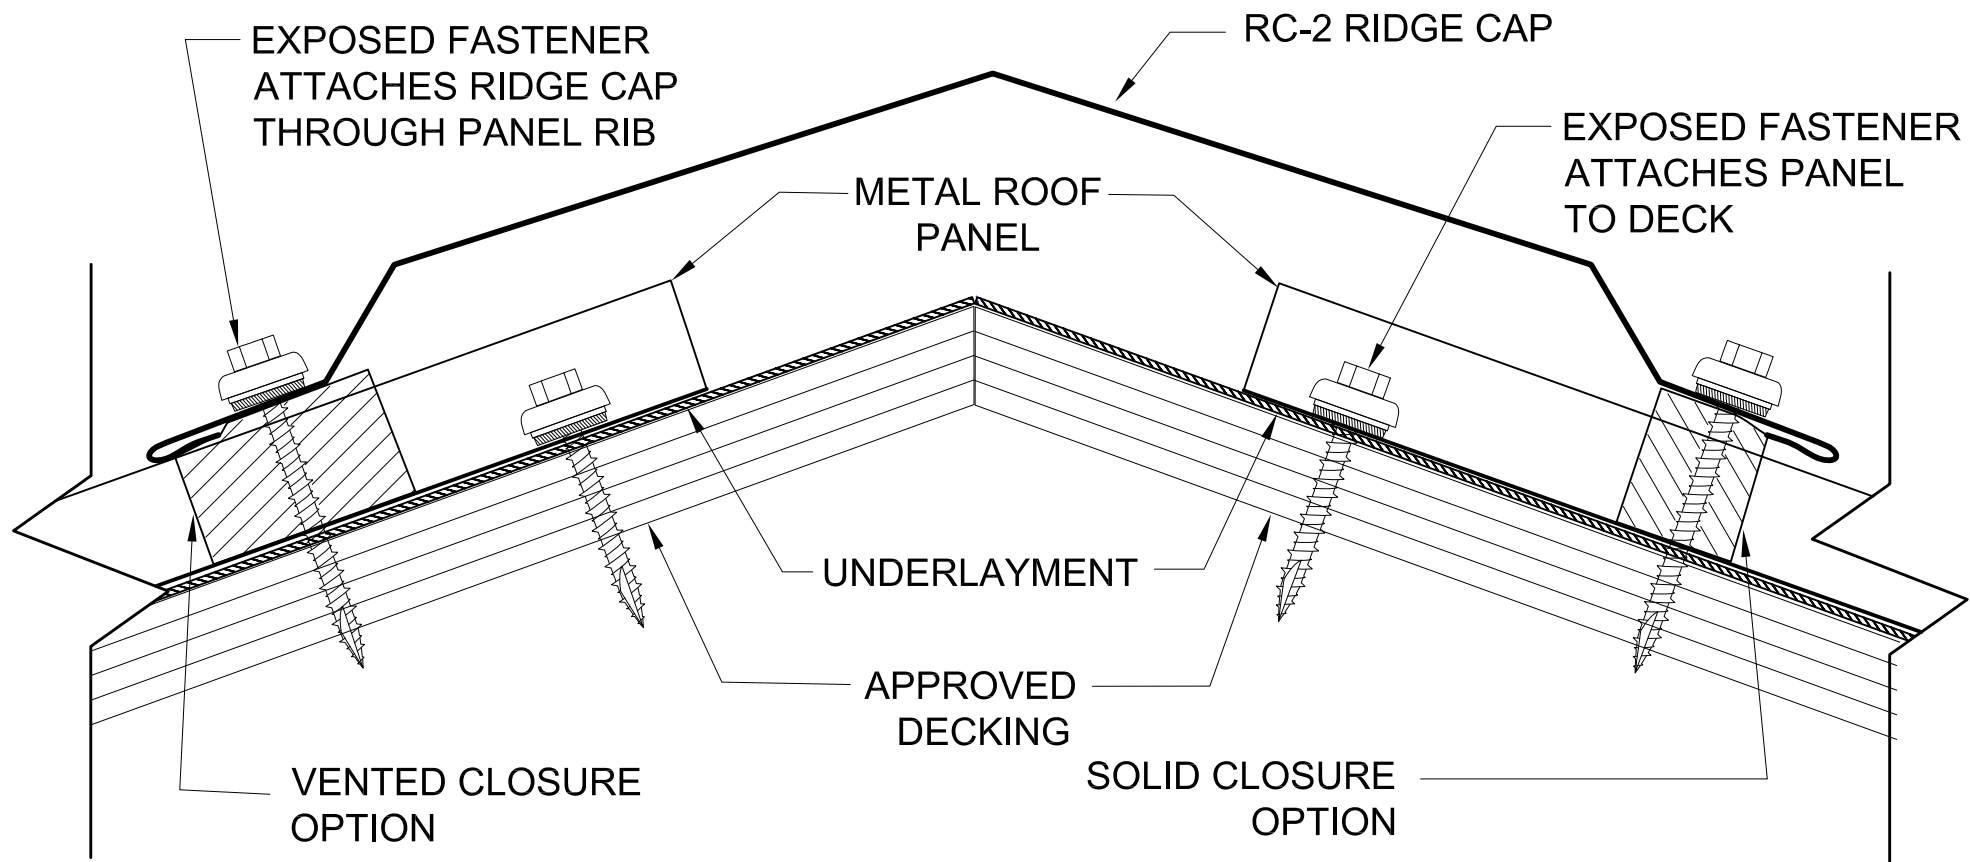 EXPOSED FASTENER
ATTACHES RIDGE CAP
THROUGH PANEL RIB
RC-2 RIDGE CAP
EXPOSED FASTENER
ATTACHES PANEL
TO DECK
METAL ROOF
PANEL
UNDERLAYMENT
APPROVED
DECKING
VENTED CLOSURE
OPTION
SOLID CLOSURE
OPTION